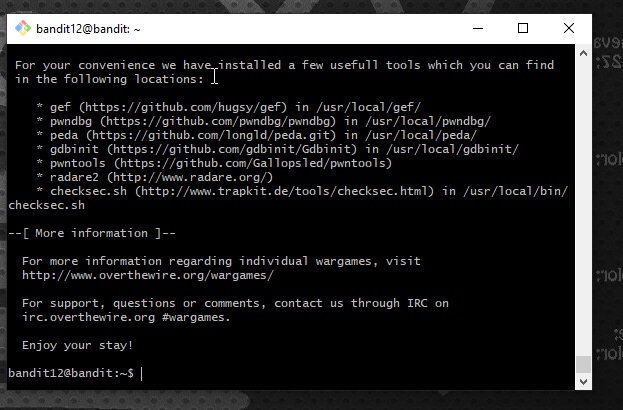 bandit12@bandit: ~
For your convenience we have installed a few usefull tools which you can find
in the following locations:
* gef (https://github.com/hugsy/gef) in /usr/local/gef/
* pwndbg (https://github.com/pwndbg/pwndbg) in /usr/local/pwndbg/
* peda (https://github.com/longld/peda.git) in /usr/local/peda/
* gdbinit (https://github.com/gdbinit/Gdbinit) in /usr/local/gdbinit/
* pwntools (https://github.com/Gallopsled/pwntools)
* radare2 (http://www.radare.org/)
* checksec.sh (http://www.trapkit.de/tools/checksec.html) in /usr/local/bin/
checksec.sh
--[ More information ]--
For more information regarding individual wargames, visit
http://www.overthewire.org/wargames/
For support, questions or comments, contact us through IRC on
irc.overthewire.org #wargames.
Enjoy your stay!
bandit12@bandit:~$